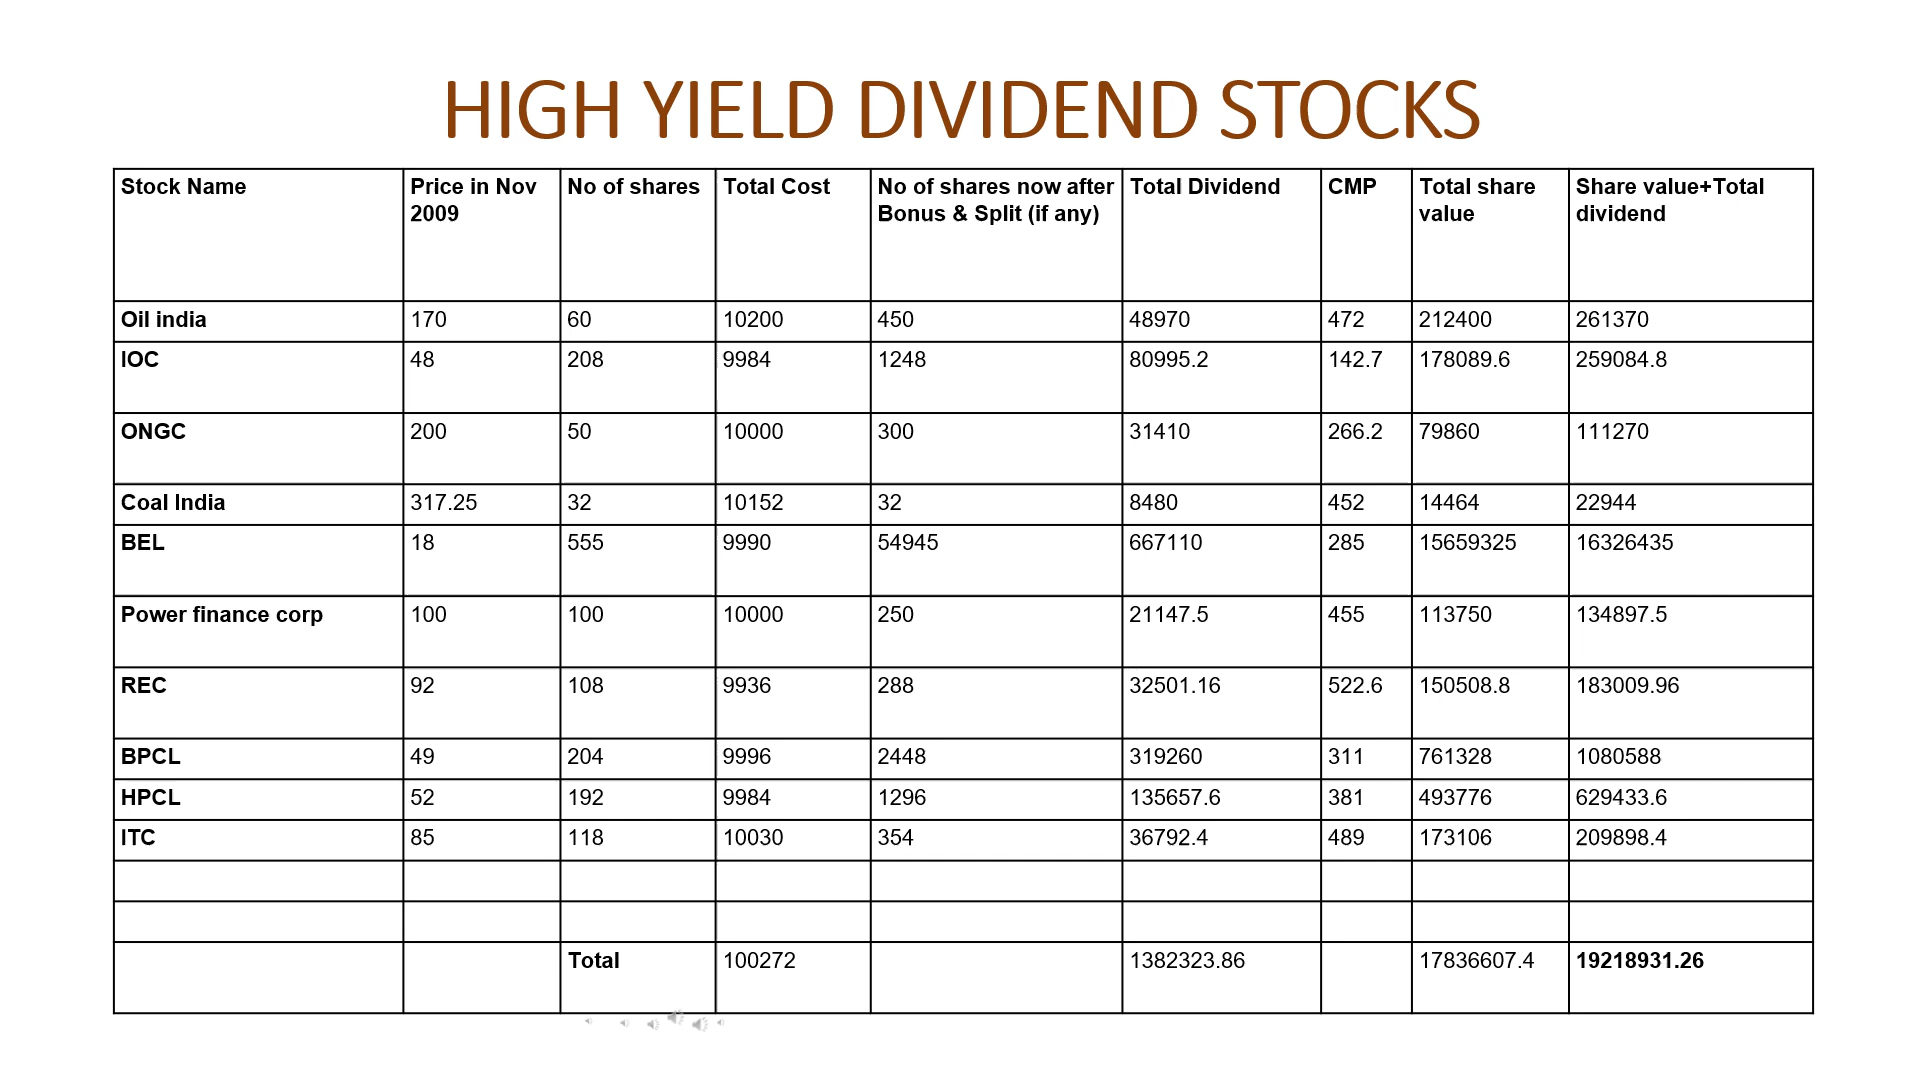 HIGH YIELD DIVIDEND STOCKS
Stock Name | Price in Nov 2009 | No of shares | Total Cost | No of shares now after Bonus & Split (if any) | Total Dividend | CMP | Total share value | Share value+Total dividend
Oil india | 170 | 60 | 10200 | 450 | 48970 | 472 | 212400 | 261370
IOC | 48 | 208 | 9984 | 1248 | 80995.2 | 142.7 | 178089.6 | 259084.8
ONGC | 200 | 50 | 10000 | 300 | 31410 | 266.2 | 79860 | 111270
Coal India | 317.25 | 32 | 10152 | 32 | 8480 | 452 | 14464 | 22944
BEL | 18 | 555 | 9990 | 54945 | 667110 | 285 | 15659325 | 16326435
Power finance corp | 100 | 100 | 10000 | 250 | 21147.5 | 455 | 113750 | 134897.5
REC | 92 | 108 | 9936 | 288 | 32501.16 | 522.6 | 150508.8 | 183009.96
BPCL | 49 | 204 | 9996 | 2448 | 319260 | 311 | 761328 | 1080588
HPCL | 52 | 192 | 9984 | 1296 | 135657.6 | 381 | 493776 | 629433.6
ITC | 85 | 118 | 10030 | 354 | 36792.4 | 489 | 173106 | 209898.4
Total | 100272 | 1382323.86 | 17836607.4 | 19218931.26